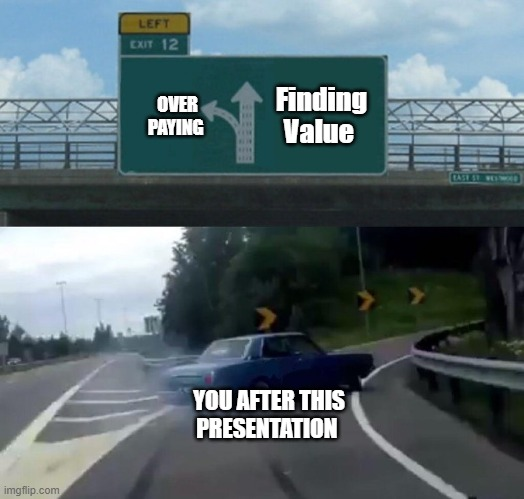 LEFT
EXIT 12
OVER
PAYING
Finding
Value
YOU AFTER THIS
PRESENTATION
imgflip.com